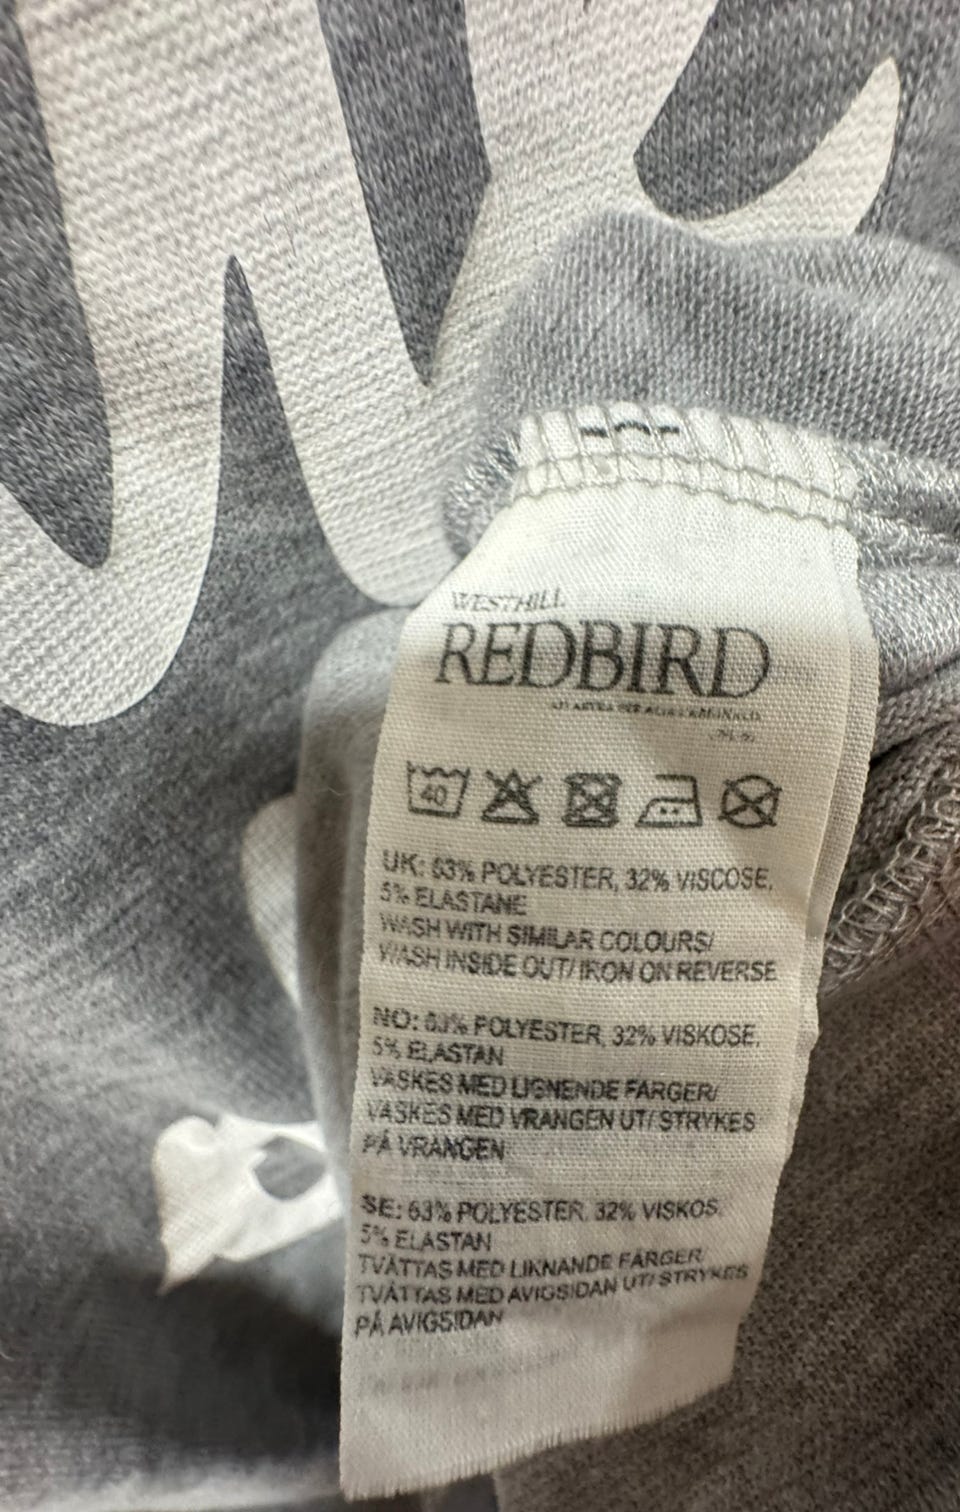 WESTHILL
REDBIRD
40
UK: 63% POLYESTER, 32% VISCOSE,
5% ELASTANE
WASH WITH SIMILAR COLOURS/
WASH INSIDE OUT/ IRON ON REVERSE
NO: 63% POLYESTER, 32% VISKOSE,
5% ELASTAN
VASKES MED LIGNENDE FARGER/
VASKES MED VRANGEN UT/ STRYKES
PÅ VRANGEN
SE: 63% POLYESTER, 32% VISKOS,
5% ELASTAN
TVÄTTAS MED LIKNANDE FÄRGER/
TVÄTTAS MED AVIGSIDAN UT/ STRYKES
PÅ AVIGSIDAN